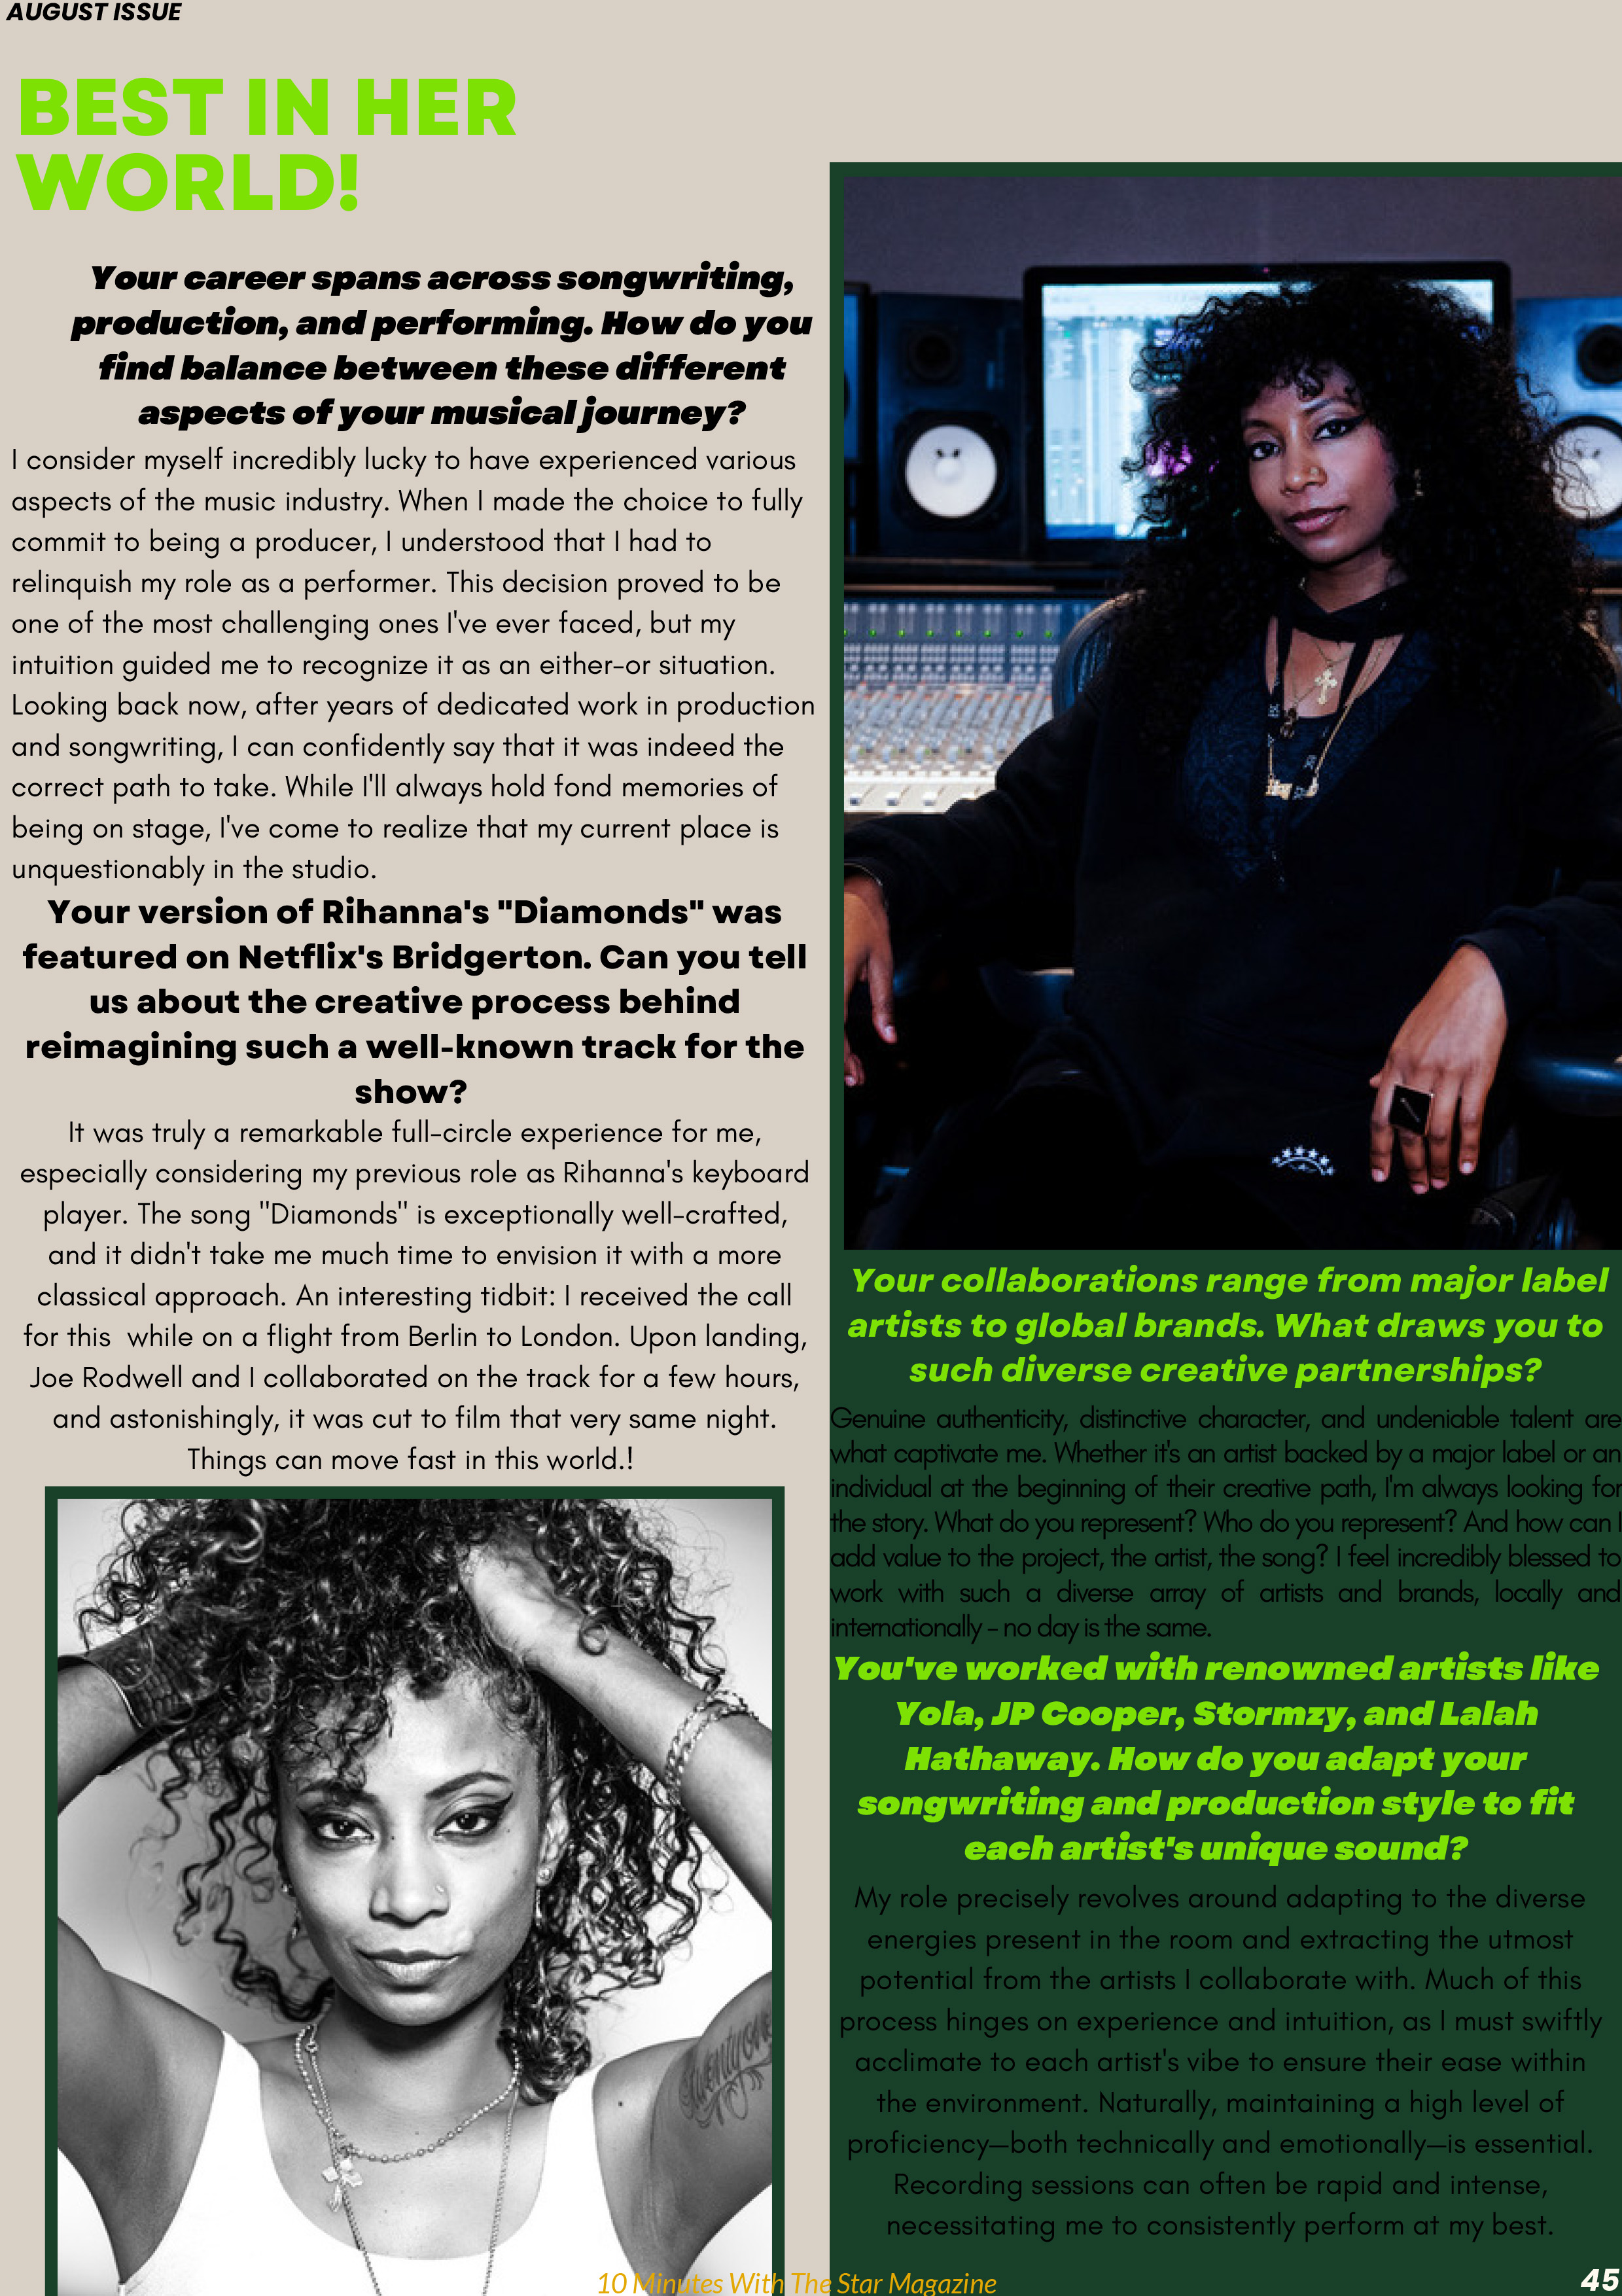 AUGUST ISSUE
BEST IN HER
WORLD!
Your career spans across songwriting,
production, and performing. How do you
find balance between these different
aspects of your musical journey?
I consider myself incredibly lucky to have experienced various
aspects of the music industry. When I made the choice to fully
commit to being a producer, I understood that I had to
relinquish my role as a performer. This decision proved to be
one of the most challenging ones I've ever faced, but my
intuition guided me to recognize it as an either-or situation.
Looking back now, after years of dedicated work in production
and songwriting, I can confidently say that it was indeed the
correct path to take. While I'll always hold fond memories of
being on stage, I've come to realize that my current place is
unquestionably in the studio.
Your version of Rihanna's "Diamonds" was
featured on Netflix's Bridgerton. Can you tell
us about the creative process behind
reimagining such a well-known track for the
show?
It was truly a remarkable full-circle experience for me,
especially considering my previous role as Rihanna's keyboard
player. The song "Diamonds" is exceptionally well-crafted,
and it didn't take me much time to envision it with a more
classical approach. An interesting tidbit: I received the call
for this  while on a flight from Berlin to London. Upon landing,
Joe Rodwell and I collaborated on the track for a few hours,
and astonishingly, it was cut to film that very same night.
Things can move fast in this world.!
Your collaborations range from major label
artists to global brands. What draws you to
such diverse creative partnerships?
Genuine authenticity, distinctive character, and undeniable talent are
what captivate me. Whether it's an artist backed by a major label or an
individual at the beginning of their creative path, I'm always looking for
the story. What do you represent? Who do you represent? And how can I
add value to the project, the artist, the song? I feel incredibly blessed to
work with such a diverse array of artists and brands, locally and
internationally - no day is the same.
You've worked with renowned artists like
Yola, JP Cooper, Stormzy, and Lalah
Hathaway. How do you adapt your
songwriting and production style to fit
each artist's unique sound?
My role precisely revolves around adapting to the diverse
energies present in the room and extracting the utmost
potential from the artists I collaborate with. Much of this
process hinges on experience and intuition, as I must swiftly
acclimate to each artist's vibe to ensure their ease within
the environment. Naturally, maintaining a high level of
proficiency—both technically and emotionally—is essential.
Recording sessions can often be rapid and intense,
necessitating me to consistently perform at my best.
10 Minutes With The Star Magazine
45